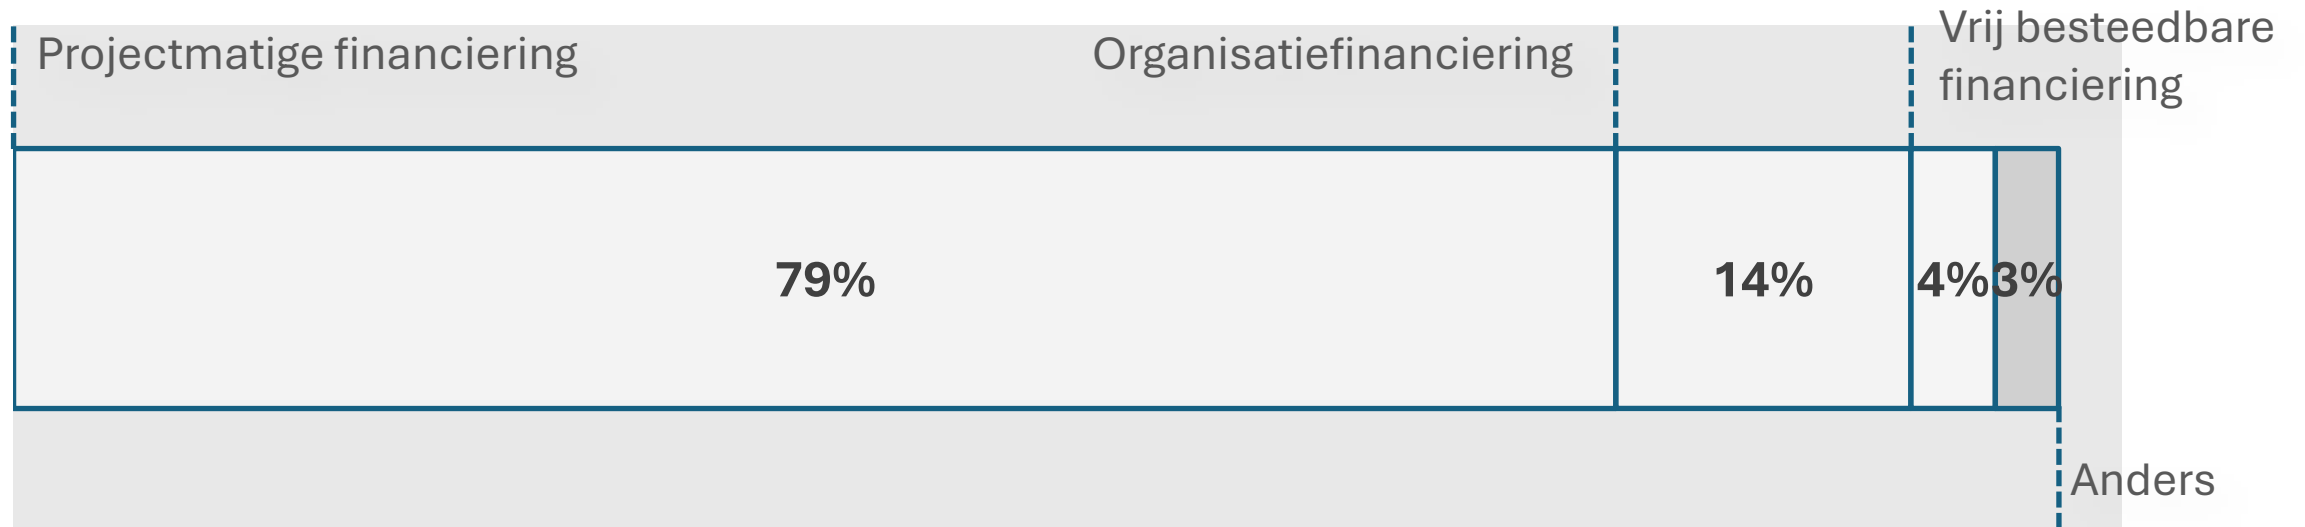 Projectmatige financiering
Organisatiefinanciering
Vrij besteedbare
financiering
79%
14%
4%
3%
Anders